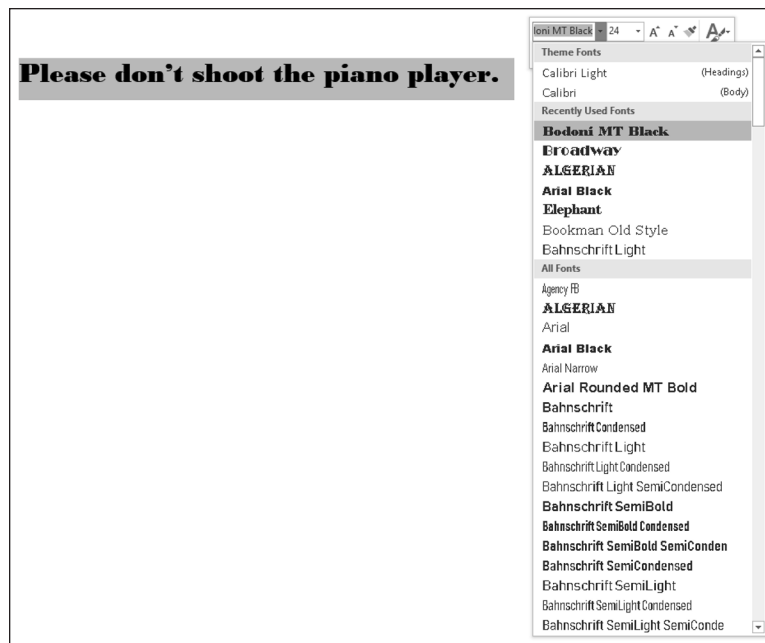 loni MT Black 24 A A A
Please don't shoot the piano player.
Theme Fonts
Calibri Light (Headings)
Calibri (Body)
Recently Used Fonts
Bodoni MT Black
Broadway
ALGERIAN
Arial Black
Elephant
Bookman Old Style
Bahnschrift Light
All Fonts
Agency FB
ALGERIAN
Arial
Arial Black
Arial Narrow
Arial Rounded MT Bold
Bahnschrift
Bahnschrift Condensed
Bahnschrift Light
Bahnschrift Light Condensed
Bahnschrift Light SemiCondensed
Bahnschrift SemiBold
Bahnschrift SemiBold Condensed
Bahnschrift SemiBold SemiConden
Bahnschrift SemiCondensed
Bahnschrift SemiLight
Bahnschrift SemiLight Condensed
Bahnschrift SemiLight SemiConde